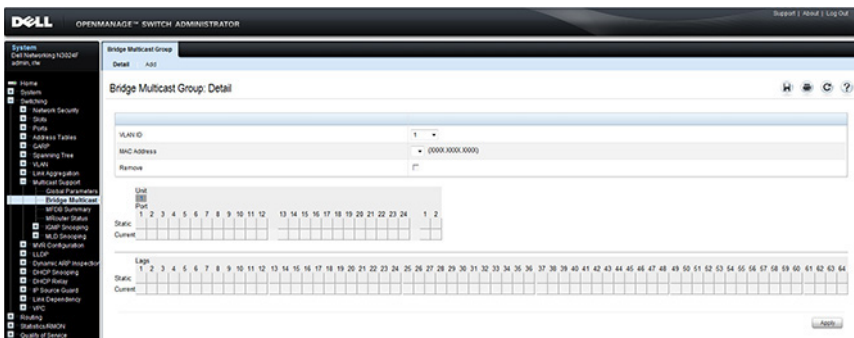 DELL OPENMANAGE™ SWITCH ADMINISTRATOR
Support | About | Log Out
System
Dell Networking N3024F
admin, r/w
Home
System
Switching
Network Security
Slots
Ports
Address Tables
GARP
Spanning Tree
VLAN
Link Aggregation
Multicast Support
Global Parameters
Bridge Multicast
MFDB Summary
MRouter Status
IGMP Snooping
MLD Snooping
MVR Configuration
LLDP
Dynamic ARP Inspection
DHCP Snooping
DHCP Relay
IP Source Guard
Link Dependency
VPC
Routing
Statistics/RMON
Quality of Service
Bridge Multicast Group
Detail Add
Bridge Multicast Group: Detail
VLAN ID 1
MAC Address (XXXX.XXXX.XXXX)
Remove
Unit
Port
1 2 3 4 5 6 7 8 9 10 11 12 13 14 15 16 17 18 19 20 21 22 23 24 1 2
Static
Current
Lags
1 2 3 4 5 6 7 8 9 10 11 12 13 14 15 16 17 18 19 20 21 22 23 24 25 26 27 28 29 30 31 32 33 34 35 36 37 38 39 40 41 42 43 44 45 46 47 48 49 50 51 52 53 54 55 56 57 58 59 60 61 62 63 64
Static
Current
Apply